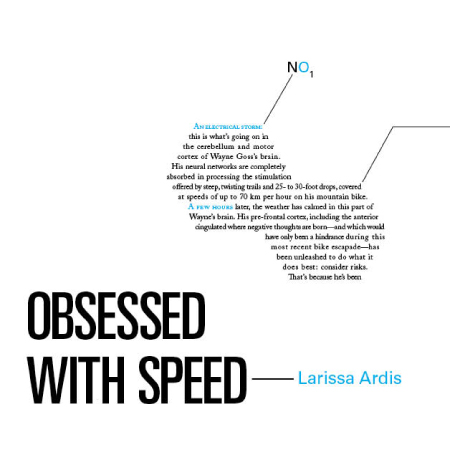 NO1
AN ELECTRICAL STORM:
this is what's going on in
the cerebellum and motor
cortex of Wayne Goss's brain.
His neural networks are completely
absorbed in processing the stimulation
offered by steep, twisting trails and 25- to 30-foot drops, covered
at speeds of up to 70 km per hour on his mountain bike.
A FEW HOURS later, the weather has calmed in this part of
Wayne's brain. His pre-frontal cortex, including the anterior
cingulated where negative thoughts are born—and which would
have only been a hindrance during this
most recent bike escapade—has
been unleashed to do what it
does best: consider risks.
That's because he's been
OBSESSED
WITH SPEED
Larissa Ardis